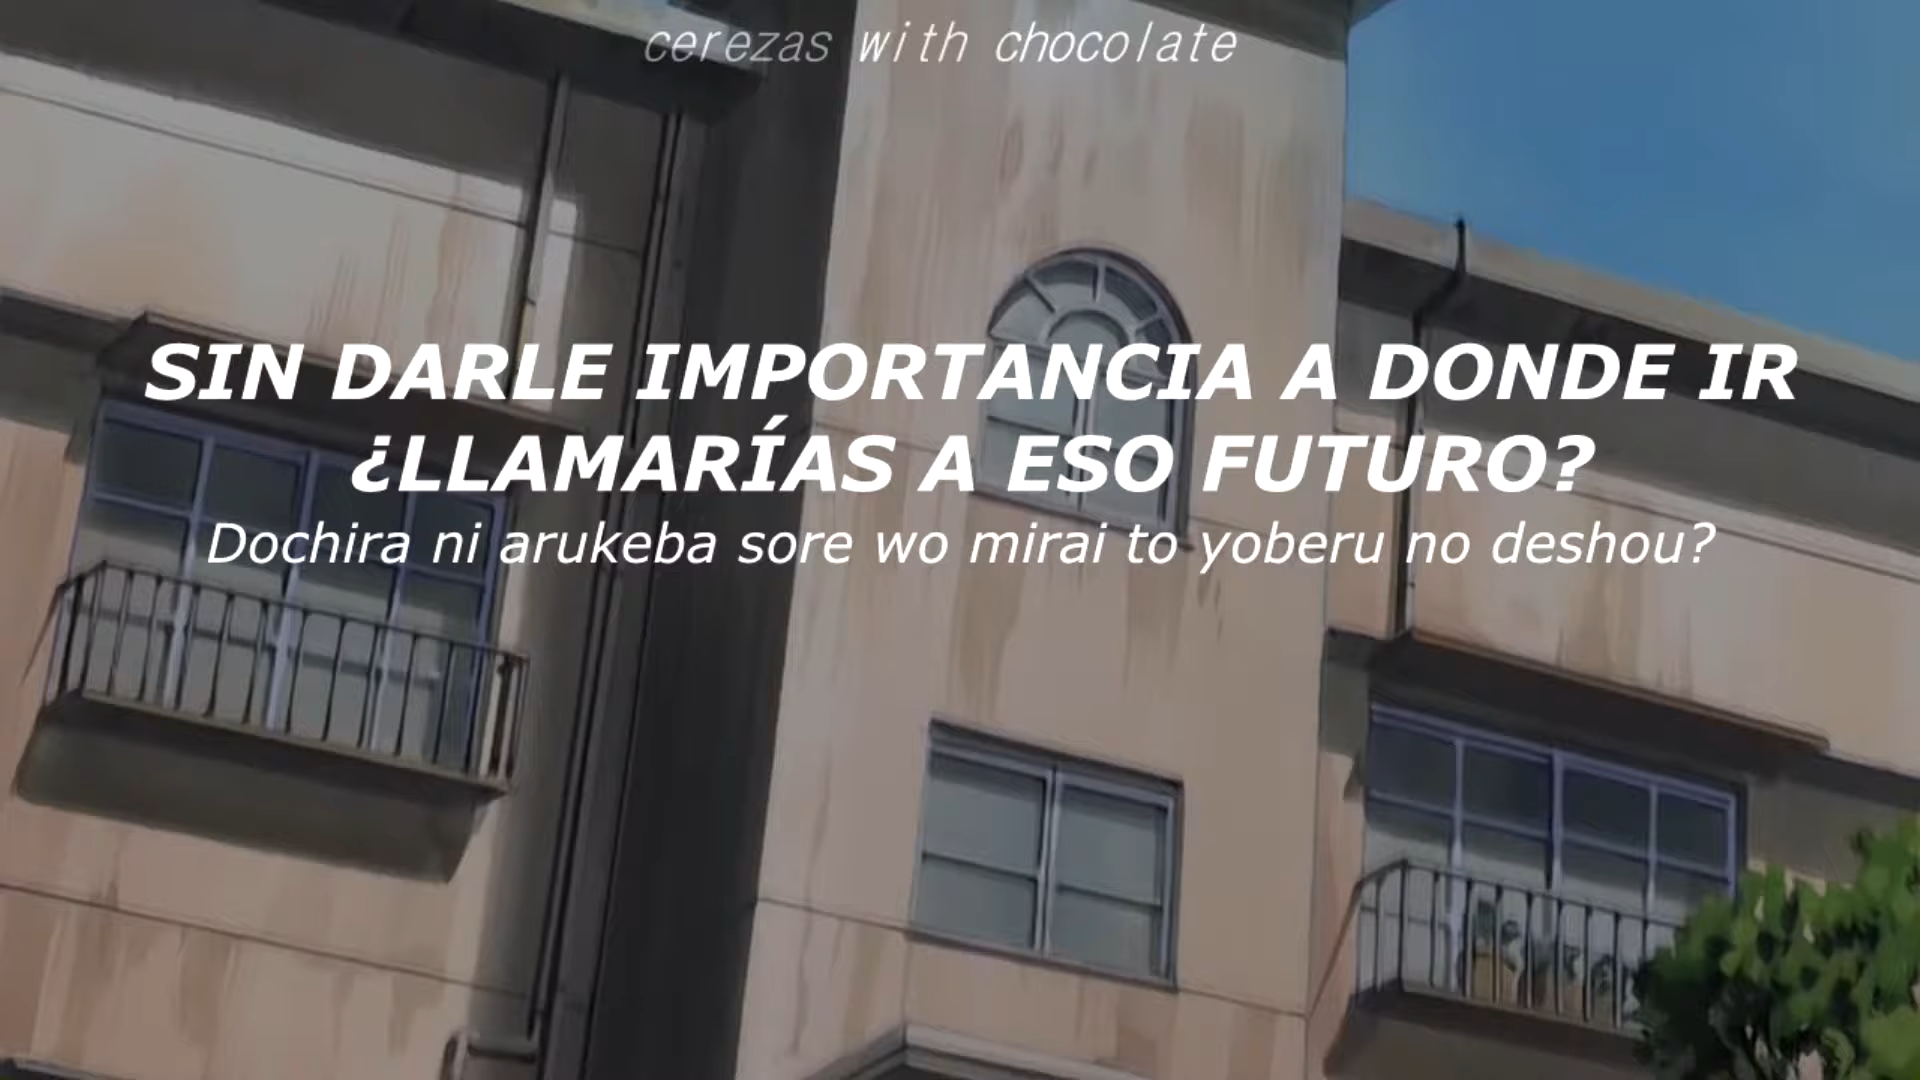 cerezas with chocolate
SIN DARLE IMPORTANCIA A DONDE IR
¿LLAMARÍAS A ESO FUTURO?
Dochira ni arukeba sore wo mirai to yoberu no deshou?